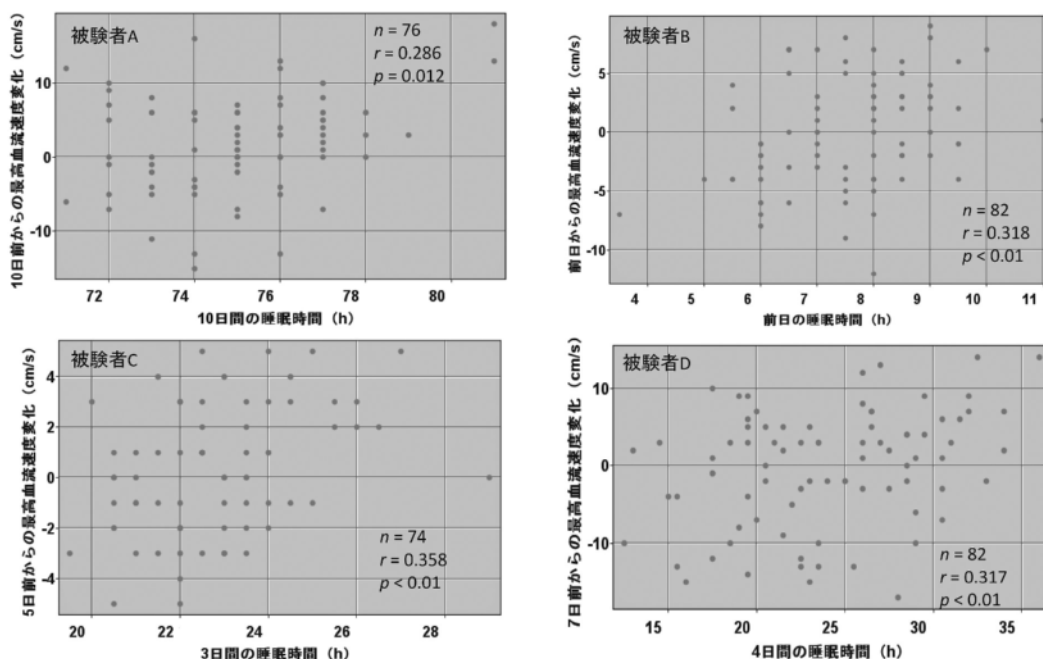 被験者A
n = 76
r = 0.286
p = 0.012
10日前からの最高血流速度変化 (cm/s)
10
0
-10
72 74 76 78 80
10日間の睡眠時間 (h)
被験者B
n = 82
r = 0.318
p < 0.01
前日からの最高血流速度変化 (cm/s)
5
0
-5
-10
4 5 6 7 8 9 10 11
前日の睡眠時間 (h)
被験者C
n = 74
r = 0.358
p < 0.01
5日前からの最高血流速度変化 (cm/s)
4
2
0
-2
-4
20 22 24 26 28
3日間の睡眠時間 (h)
被験者D
n = 82
r = 0.317
p < 0.01
7日前からの最高血流速度変化 (cm/s)
10
0
-10
15 20 25 30 35
4日間の睡眠時間 (h)